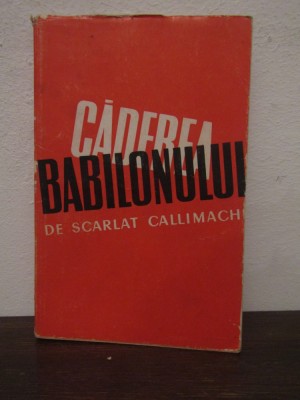 CĂDEREA
BABILONULUI
DE SCARLAT CALLIMACHI